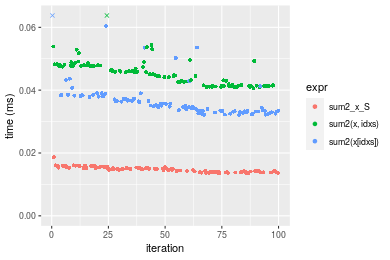 0.06
0.04
0.02
0.00
time (ms)
0
25
50
75
100
iteration
expr
sum2_x_S
sum2(x, idxs)
sum2(x[idxs])